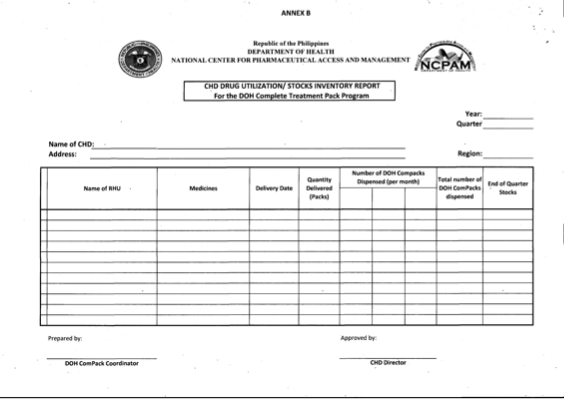 ANNEX B
Republic of the Philippines
DEPARTMENT OF HEALTH
NATIONAL CENTER FOR PHARMACEUTICAL ACCESS AND MANAGEMENT
NCPAM
CHD DRUG UTILIZATION/ STOCKS INVENTORY REPORT
For the DOH Complete Treatment Pack Program
Year:
Quarter
Name of CHD:
Address:
Region:
Name of RHU
Medicines
Delivery Date
Quantity
Delivered
(Packs)
Number of DOH Compacks
Dispensed (per month)
Total number of
DOH ComPacks
dispensed
End of Quarter
Stocks
Prepared by:
Approved by:
DOH ComPack Coordinator
CHD Director